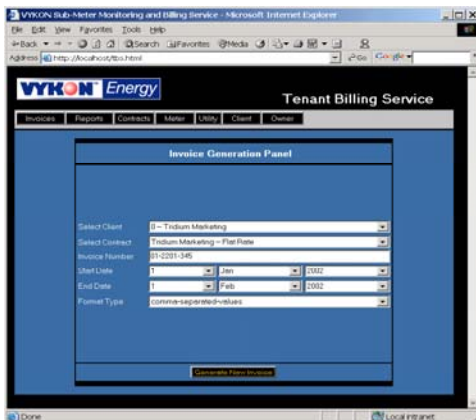 VYKON Sub-Meter Monitoring and Billing Service - Microsoft Internet Explorer
File Edit View Favorites Tools Help
Back Search Favorites Media
Address http://localhost/tbs.html Go Google
VYKON Energy
Tenant Billing Service
Invoices Reports Contracts Meter Utility Client Owner
Invoice Generation Panel
Select Client 0 - Tridium Marketing
Select Contract Tridium Marketing - Flat Rate
Invoice Number 01-2201-345
Start Date 1 Jan 2002
End Date 1 Feb 2002
Format Type comma-separated-values
Generate New Invoice
Done Local intranet